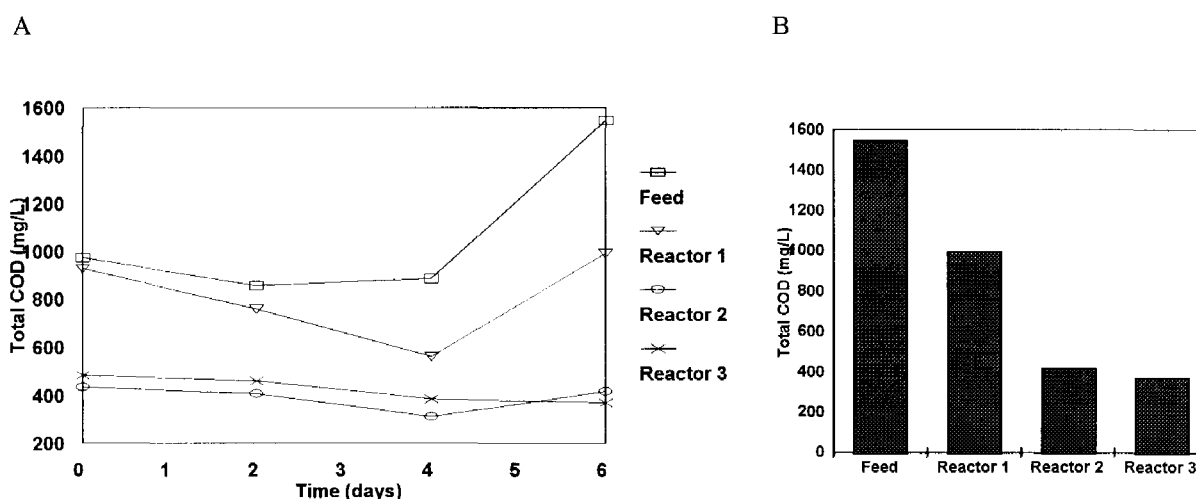 A
B
Total COD (mg/L)
1600
1400
1200
1000
800
600
400
200
0 1 2 3 4 5 6
Time (days)
Feed
Reactor 1
Reactor 2
Reactor 3
Total COD (mg/L)
1600
1400
1200
1000
800
600
400
200
0
Feed Reactor 1 Reactor 2 Reactor 3